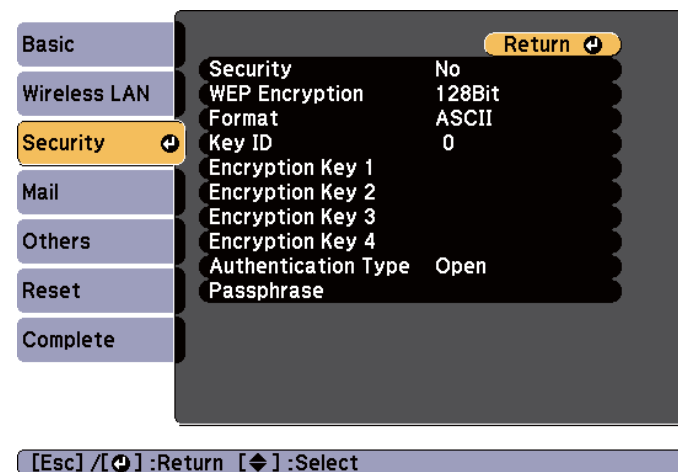 Basic
Wireless LAN
Security
Mail
Others
Reset
Complete
Return
Security No
WEP Encryption 128Bit
Format ASCII
Key ID 0
Encryption Key 1
Encryption Key 2
Encryption Key 3
Encryption Key 4
Authentication Type Open
Passphrase
[Esc] /[ ] :Return [ ] :Select